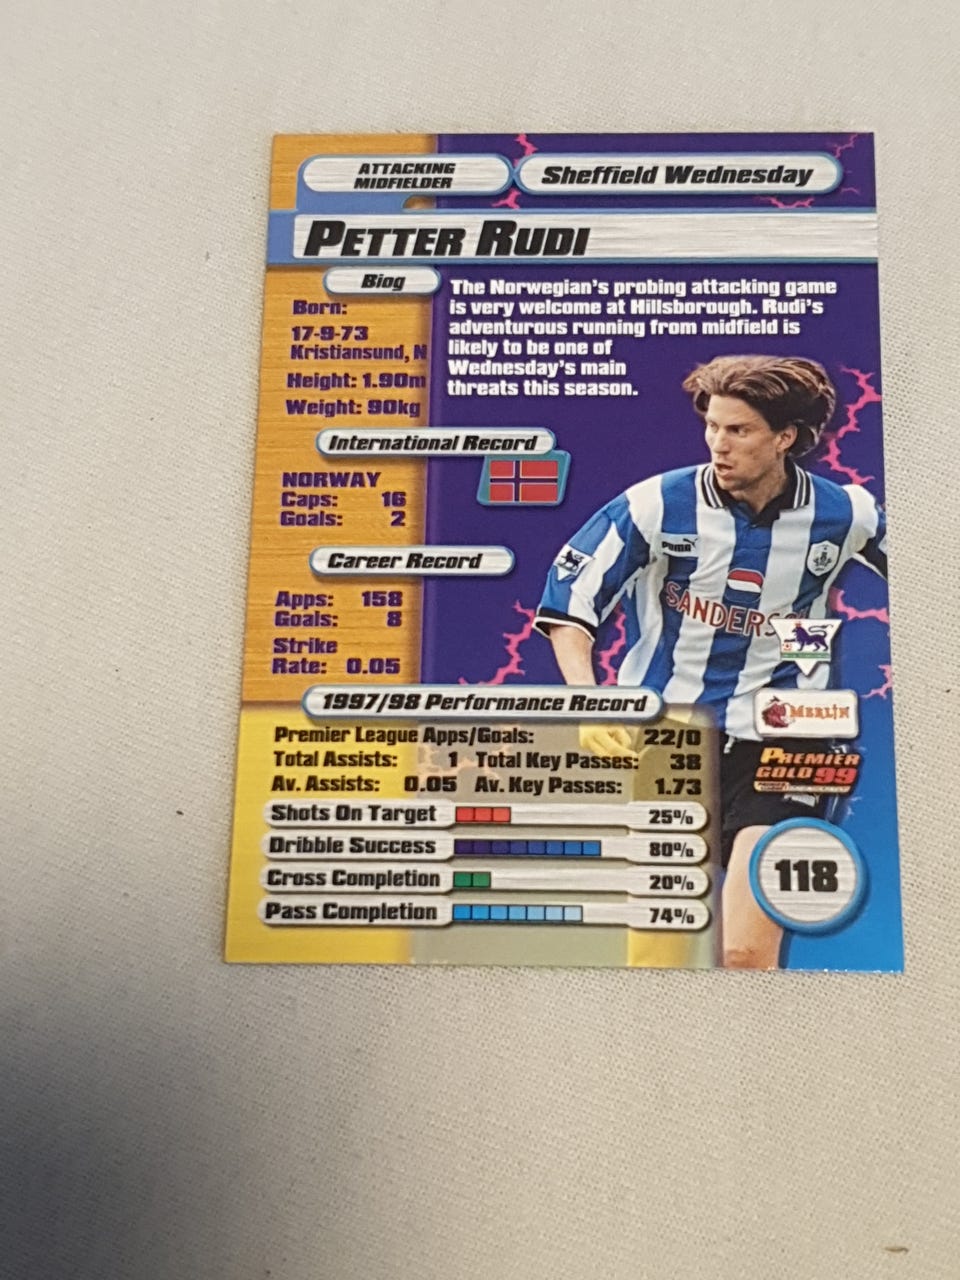 ATTACKING
MIDFIELDER
Sheffield Wednesday
PETTER RUDI
Biog
Born:
17-9-73
Kristiansund, N
Height: 1.90m
Weight: 90kg
The Norwegian's probing attacking game
is very welcome at Hillsborough. Rudi's
adventurous running from midfield is
likely to be one of
Wednesday's main
threats this season.
International Record
NORWAY
Caps: 16
Goals: 2
Career Record
Apps: 158
Goals: 8
Strike
Rate: 0.05
PUMA
SANDERS
1997/98 Performance Record
Premier League Apps/Goals: 22/0
Total Assists: 1 Total Key Passes: 38
Av. Assists: 0.05 Av. Key Passes: 1.73
Shots On Target 25%
Dribble Success 80%
Cross Completion 20%
Pass Completion 74%
MERLIN
PREMIER
GOLD 99
118